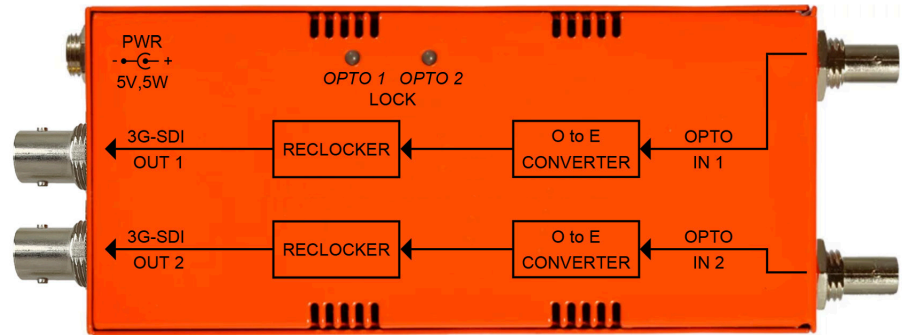 PWR
- +
5V,5W
OPTO 1 OPTO 2
LOCK
3G-SDI
OUT 1
RECLOCKER
O to E
CONVERTER
OPTO
IN 1
3G-SDI
OUT 2
RECLOCKER
O to E
CONVERTER
OPTO
IN 2